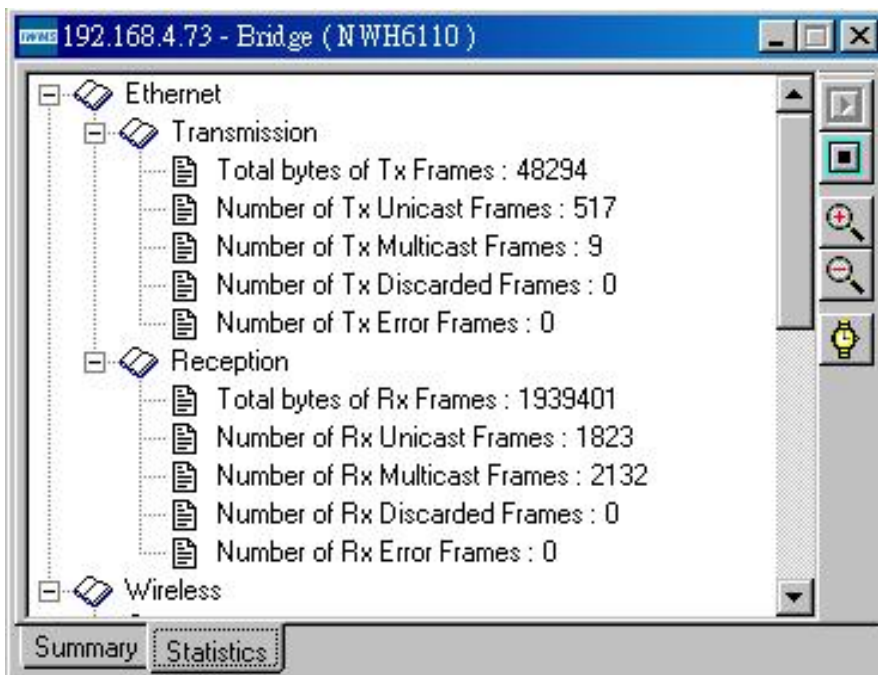 192.168.4.73 - Bridge ( NWH6110 )
Ethernet
Transmission
Total bytes of Tx Frames : 48294
Number of Tx Unicast Frames : 517
Number of Tx Multicast Frames : 9
Number of Tx Discarded Frames : 0
Number of Tx Error Frames : 0
Reception
Total bytes of Rx Frames : 1939401
Number of Rx Unicast Frames : 1823
Number of Rx Multicast Frames : 2132
Number of Rx Discarded Frames : 0
Number of Rx Error Frames : 0
Wireless
Summary Statistics